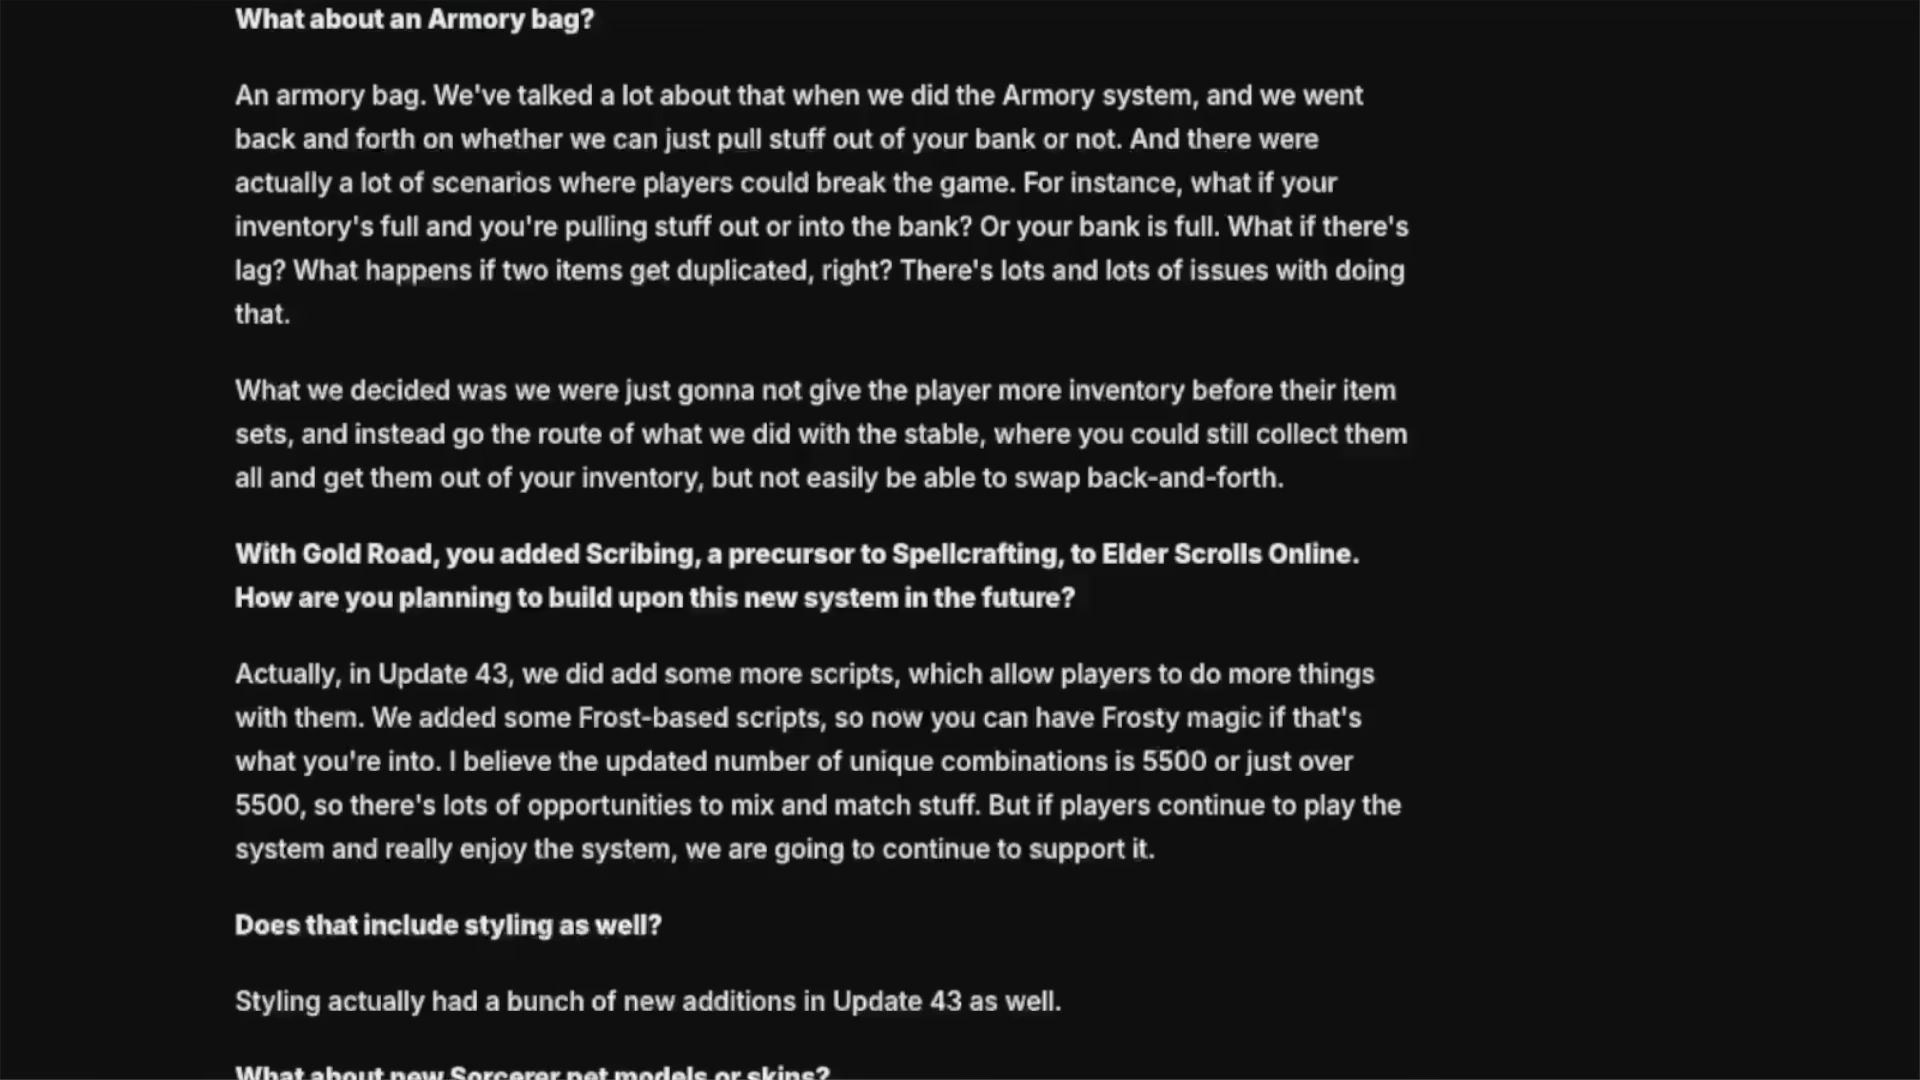 What about an Armory bag?
An armory bag. We've talked a lot about that when we did the Armory system, and we went
back and forth on whether we can just pull stuff out of your bank or not. And there were
actually a lot of scenarios where players could break the game. For instance, what if your
inventory's full and you're pulling stuff out or into the bank? Or your bank is full. What if there's
lag? What happens if two items get duplicated, right? There's lots and lots of issues with doing
that.
What we decided was we were just gonna not give the player more inventory before their item
sets, and instead go the route of what we did with the stable, where you could still collect them
all and get them out of your inventory, but not easily be able to swap back-and-forth.
With Gold Road, you added Scribing, a precursor to Spellcrafting, to Elder Scrolls Online.
How are you planning to build upon this new system in the future?
Actually, in Update 43, we did add some more scripts, which allow players to do more things
with them. We added some Frost-based scripts, so now you can have Frosty magic if that's
what you're into. I believe the updated number of unique combinations is 5500 or just over
5500, so there's lots of opportunities to mix and match stuff. But if players continue to play the
system and really enjoy the system, we are going to continue to support it.
Does that include styling as well?
Styling actually had a bunch of new additions in Update 43 as well.
What about new Sorcerer pet models or skins?